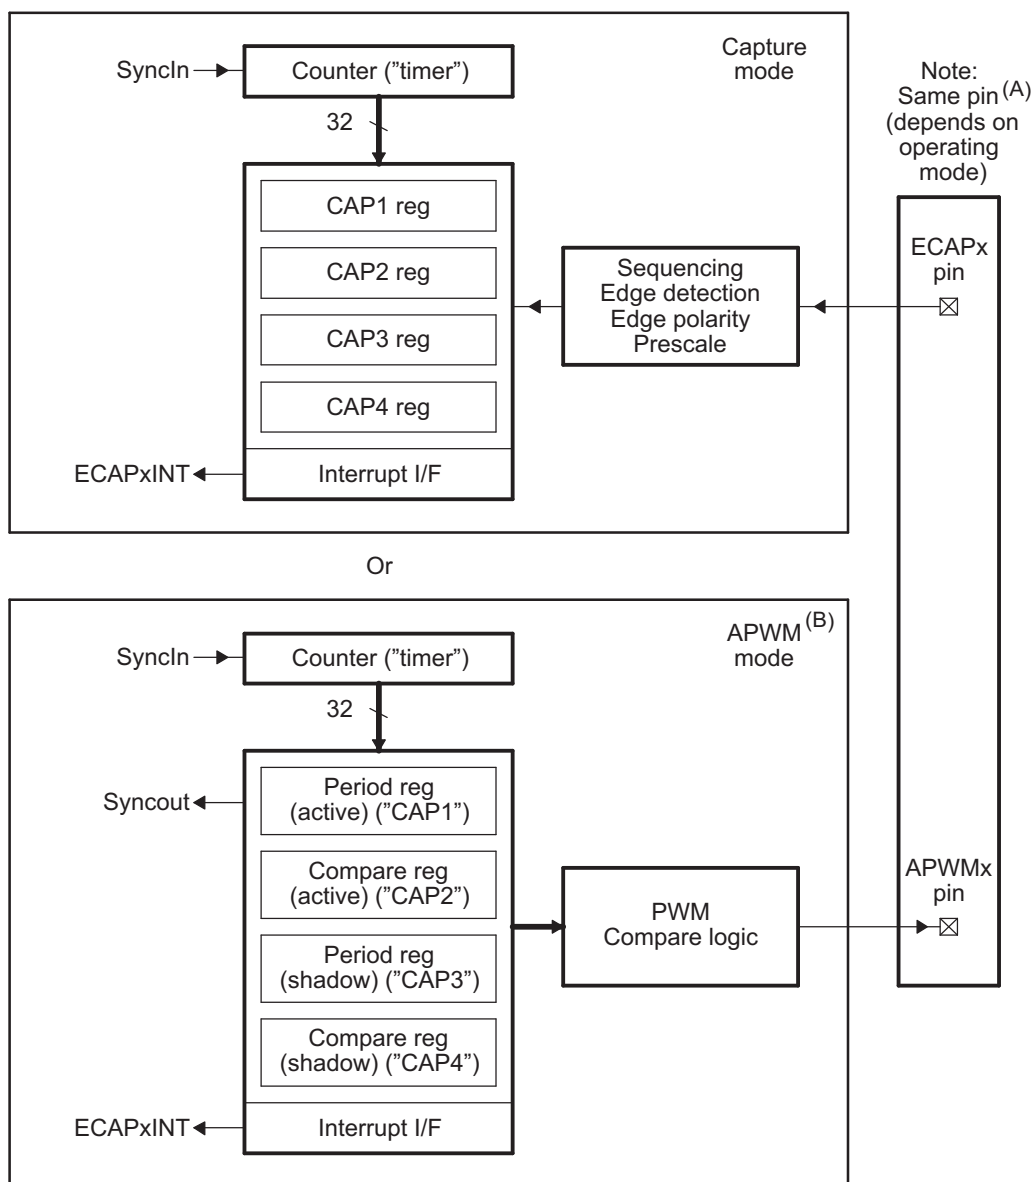 Capture
mode
SyncIn
Counter (”timer”)
32
CAP1 reg
CAP2 reg
CAP3 reg
CAP4 reg
Interrupt I/F
ECAPxINT
Sequencing
Edge detection
Edge polarity
Prescale
Note:
Same pin (A)
(depends on
operating
mode)
ECAPx
pin
Or
APWM (B)
mode
SyncIn
Counter (”timer”)
32
Syncout
Period reg
(active) (”CAP1”)
Compare reg
(active) (”CAP2”)
Period reg
(shadow) (”CAP3”)
Compare reg
(shadow) (”CAP4”)
Interrupt I/F
ECAPxINT
PWM
Compare logic
APWMx
pin